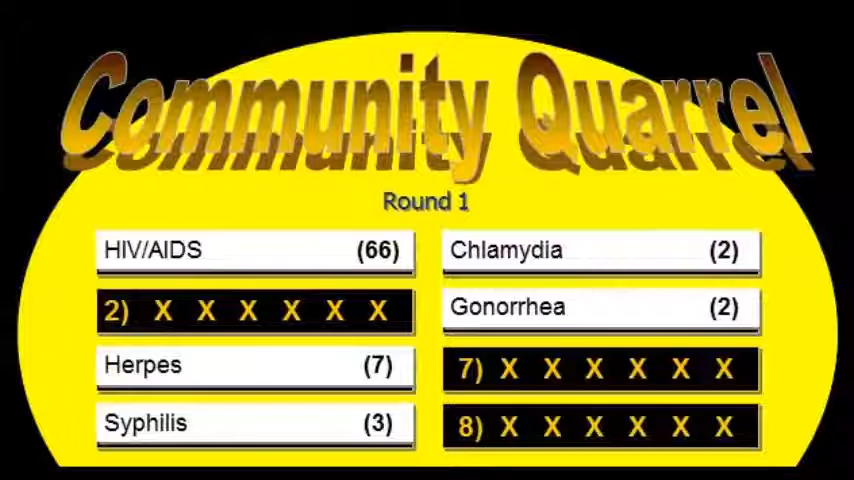 Community Quarrel
Round 1
HIV/AIDS (66)
2) X X X X X X
Herpes (7)
Syphilis (3)
Chlamydia (2)
Gonorrhea (2)
7) X X X X X X
8) X X X X X X